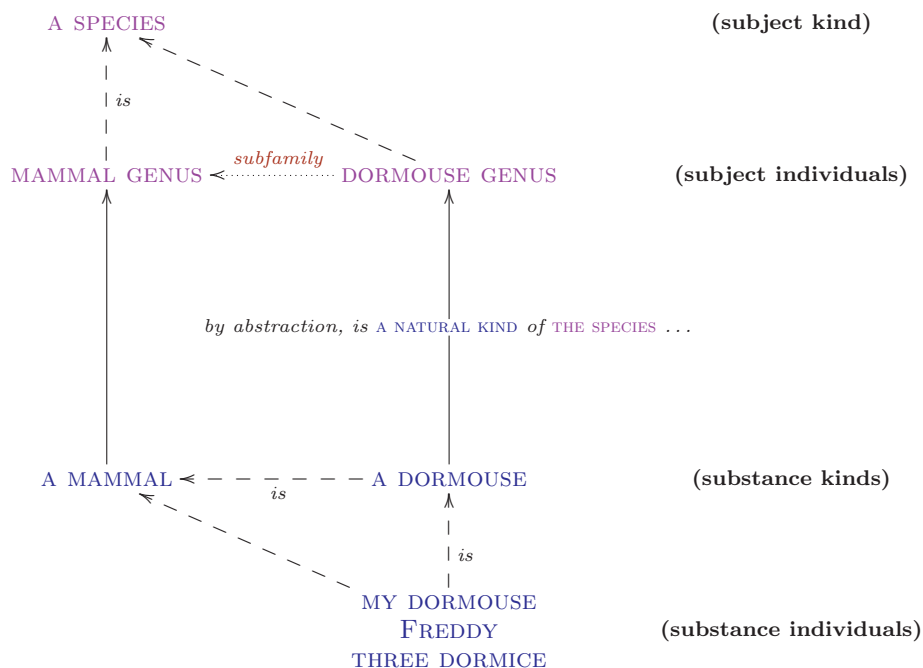 A SPECIES (subject kind)
is
subfamily
MAMMAL GENUS DORMOUSE GENUS (subject individuals)
by abstraction, is A NATURAL KIND of THE SPECIES ...
A MAMMAL A DORMOUSE (substance kinds)
is
is
MY DORMOUSE
FREDDY (substance individuals)
THREE DORMICE